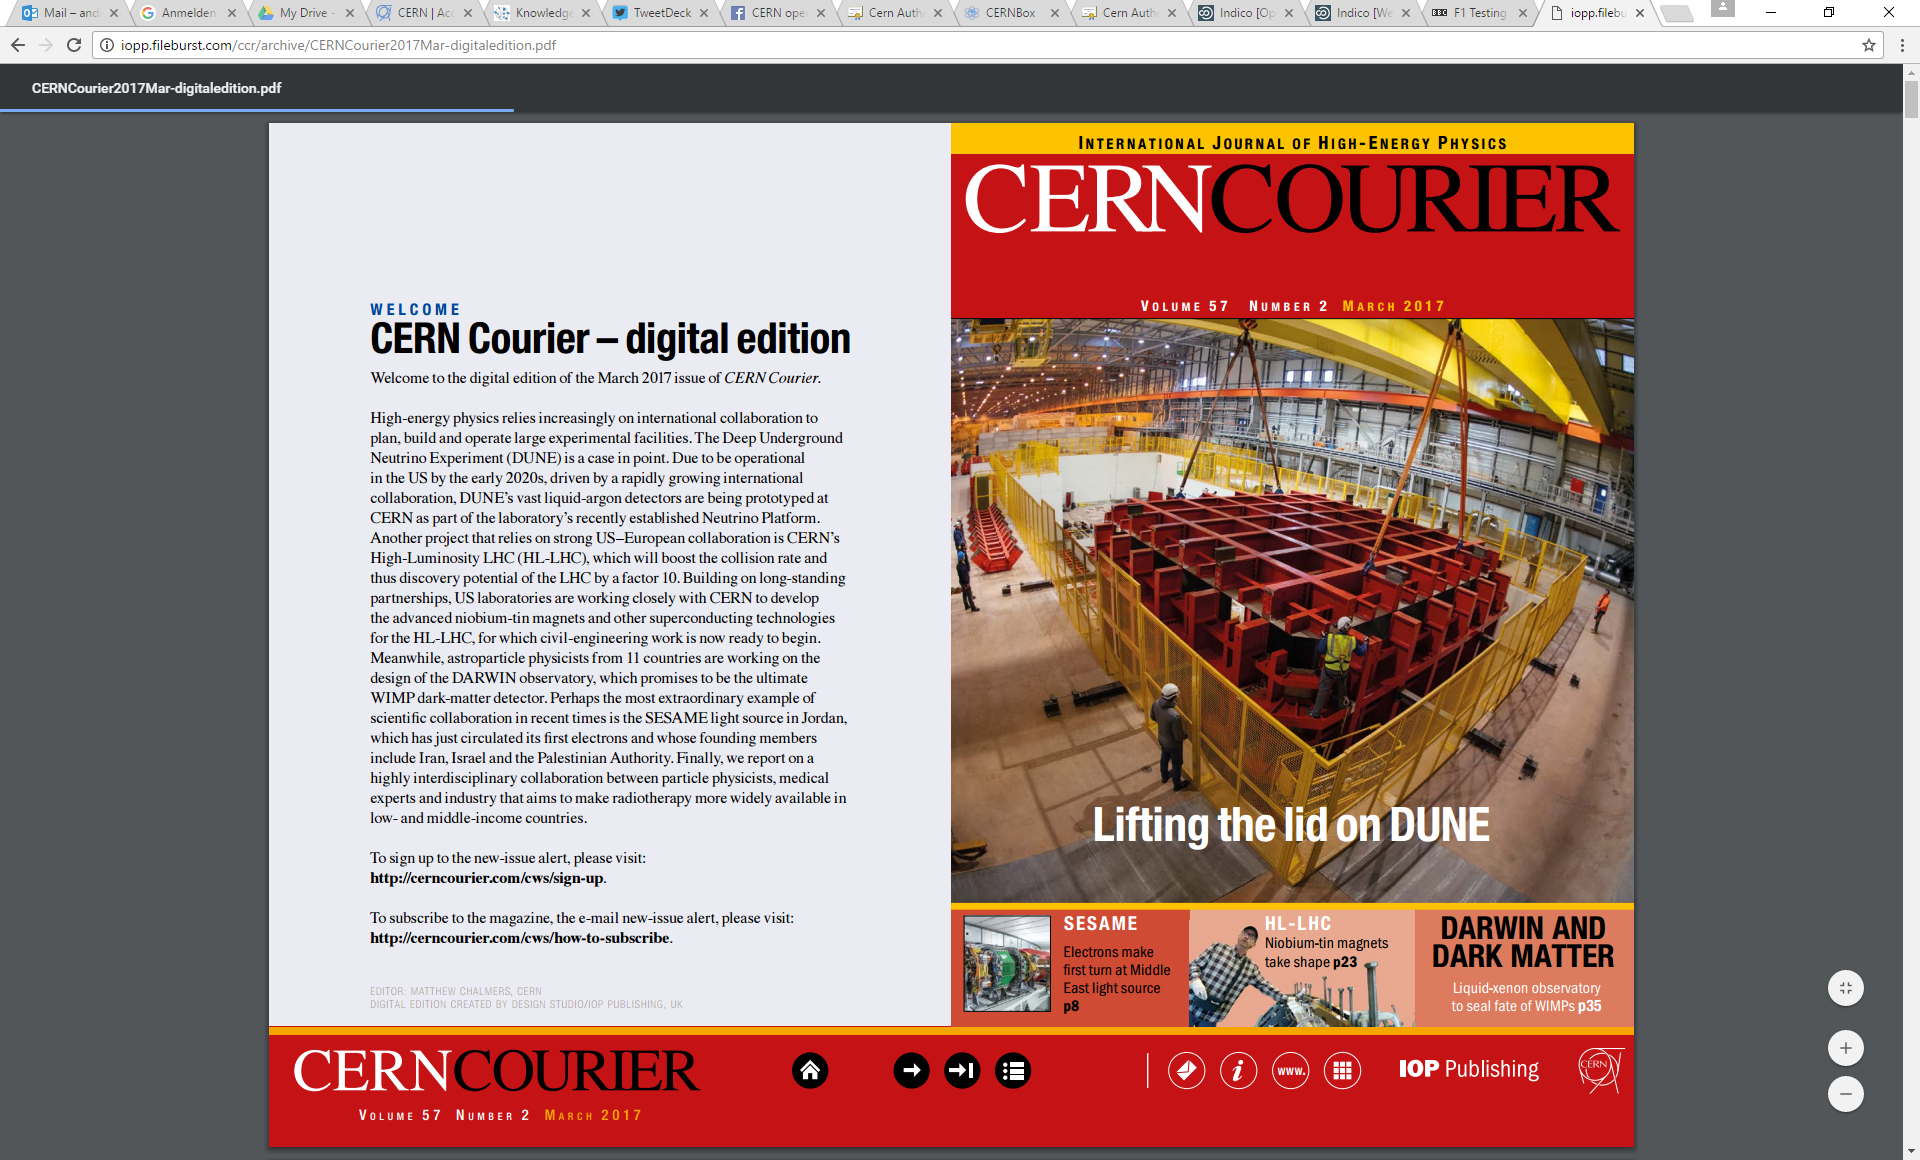 Mail – and
Anmelden
My Drive -
CERN | Acc
Knowledge
TweetDeck
CERN ope
Cern Auth
CERNBox
Cern Auth
Indico [Op
Indico [We
F1 Testing
iopp.filebu
iopp.fileburst.com/ccr/archive/CERNCourier2017Mar-digitaledition.pdf
CERNCourier2017Mar-digitaledition.pdf
WELCOME
CERN Courier – digital edition
Welcome to the digital edition of the March 2017 issue of CERN Courier.
High-energy physics relies increasingly on international collaboration to
plan, build and operate large experimental facilities. The Deep Underground
Neutrino Experiment (DUNE) is a case in point. Due to be operational
in the US by the early 2020s, driven by a rapidly growing international
collaboration, DUNE's vast liquid-argon detectors are being prototyped at
CERN as part of the laboratory's recently established Neutrino Platform.
Another project that relies on strong US–European collaboration is CERN's
High-Luminosity LHC (HL-LHC), which will boost the collision rate and
thus discovery potential of the LHC by a factor 10. Building on long-standing
partnerships, US laboratories are working closely with CERN to develop
the advanced niobium-tin magnets and other superconducting technologies
for the HL-LHC, for which civil-engineering work is now ready to begin.
Meanwhile, astroparticle physicists from 11 countries are working on the
design of the DARWIN observatory, which promises to be the ultimate
WIMP dark-matter detector. Perhaps the most extraordinary example of
scientific collaboration in recent times is the SESAME light source in Jordan,
which has just circulated its first electrons and whose founding members
include Iran, Israel and the Palestinian Authority. Finally, we report on a
highly interdisciplinary collaboration between particle physicists, medical
experts and industry that aims to make radiotherapy more widely available in
low- and middle-income countries.
To sign up to the new-issue alert, please visit:
http://cerncourier.com/cws/sign-up.
To subscribe to the magazine, the e-mail new-issue alert, please visit:
http://cerncourier.com/cws/how-to-subscribe.
EDITOR: MATTHEW CHALMERS, CERN
DIGITAL EDITION CREATED BY DESIGN STUDIO/IOP PUBLISHING, UK
INTERNATIONAL JOURNAL OF HIGH-ENERGY PHYSICS
CERNCOURIER
VOLUME 57 NUMBER 2 MARCH 2017
Lifting the lid on DUNE
SESAME
Electrons make
first turn at Middle
East light source
p8
HL-LHC
Niobium-tin magnets
take shape p23
DARWIN AND
DARK MATTER
Liquid-xenon observatory
to seal fate of WIMPs p35
CERNCOURIER
VOLUME 57 NUMBER 2 MARCH 2017
i
www.
IOP Publishing
CERN